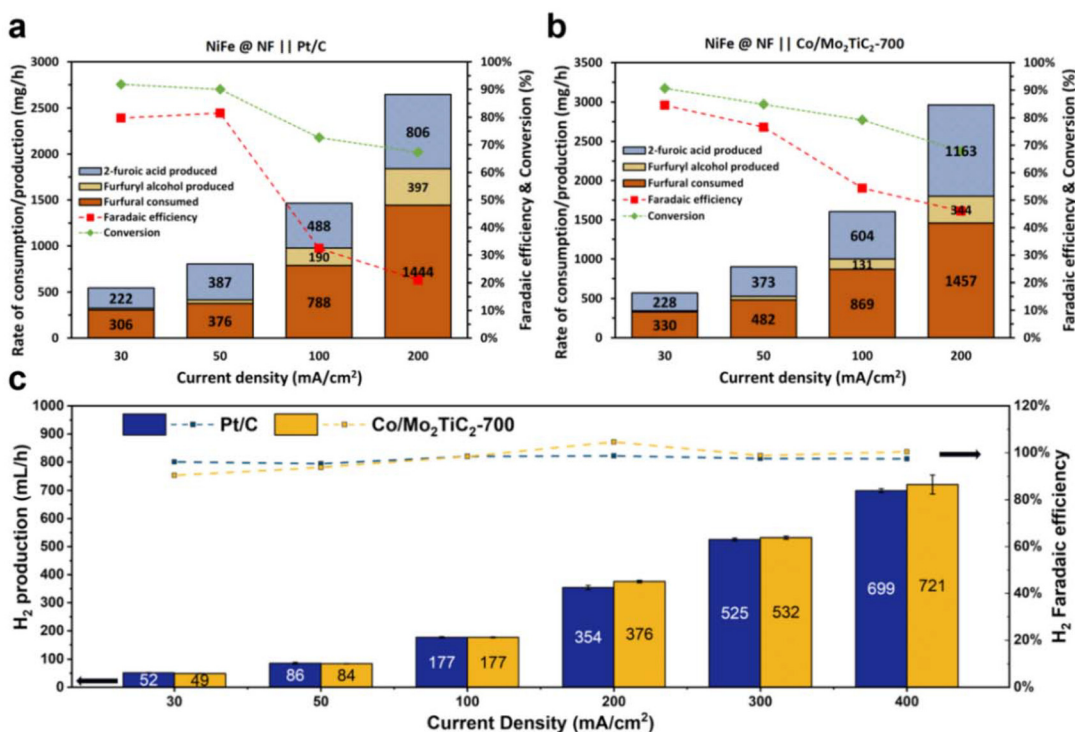 a
NiFe @ NF || Pt/C
Rate of consumption/production (mg/h)
3000
2500
2000
1500
1000
500
0
2-furoic acid produced
Furfuryl alcohol produced
Furfural consumed
Faradaic efficiency
Conversion
222
306
387
376
488
190
788
806
397
1444
100%
90%
80%
70%
60%
50%
40%
30%
20%
10%
0%
Faradaic efficiency & Conversion (%)
30 50 100 200
Current density (mA/cm²)
b
NiFe @ NF || Co/Mo₂TiC₂-700
Rate of consumption/production (mg/h)
3500
3000
2500
2000
1500
1000
500
0
2-furoic acid produced
Furfuryl alcohol produced
Furfural consumed
Faradaic efficiency
Conversion
228
330
373
482
604
131
869
1163
344
1457
100%
90%
80%
70%
60%
50%
40%
30%
20%
10%
0%
Faradaic efficiency & Conversion (%)
30 50 100 200
Current density (mA/cm²)
c
H₂ production (mL/h)
1000
900
800
700
600
500
400
300
200
100
0
Pt/C Co/Mo₂TiC₂-700
52 49
86 84
177 177
354 376
525 532
699 721
120%
100%
80%
60%
40%
20%
0%
H₂ Faradaic efficiency
30 50 100 200 300 400
Current Density (mA/cm²)